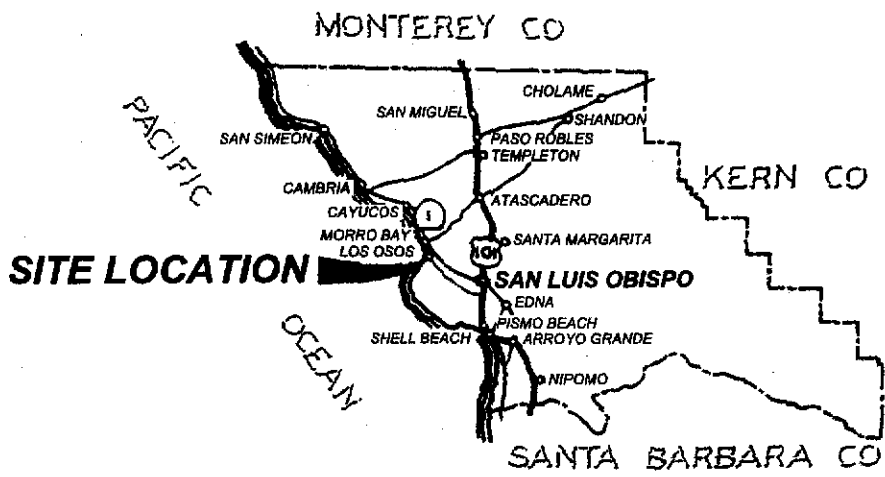 MONTEREY CO
CHOLAME
SAN MIGUEL
SHANDON
PACIFIC
SAN SIMEON
PASO ROBLES
TEMPLETON
KERN CO
CAMBRIA
ATASCADERO
CAYUCOS
1
MORRO BAY
SANTA MARGARITA
LOS OSOS
101
SITE LOCATION
SAN LUIS OBISPO
EDNA
OCEAN
PISMO BEACH
SHELL BEACH
ARROYO GRANDE
NIPOMO
SANTA BARBARA CO